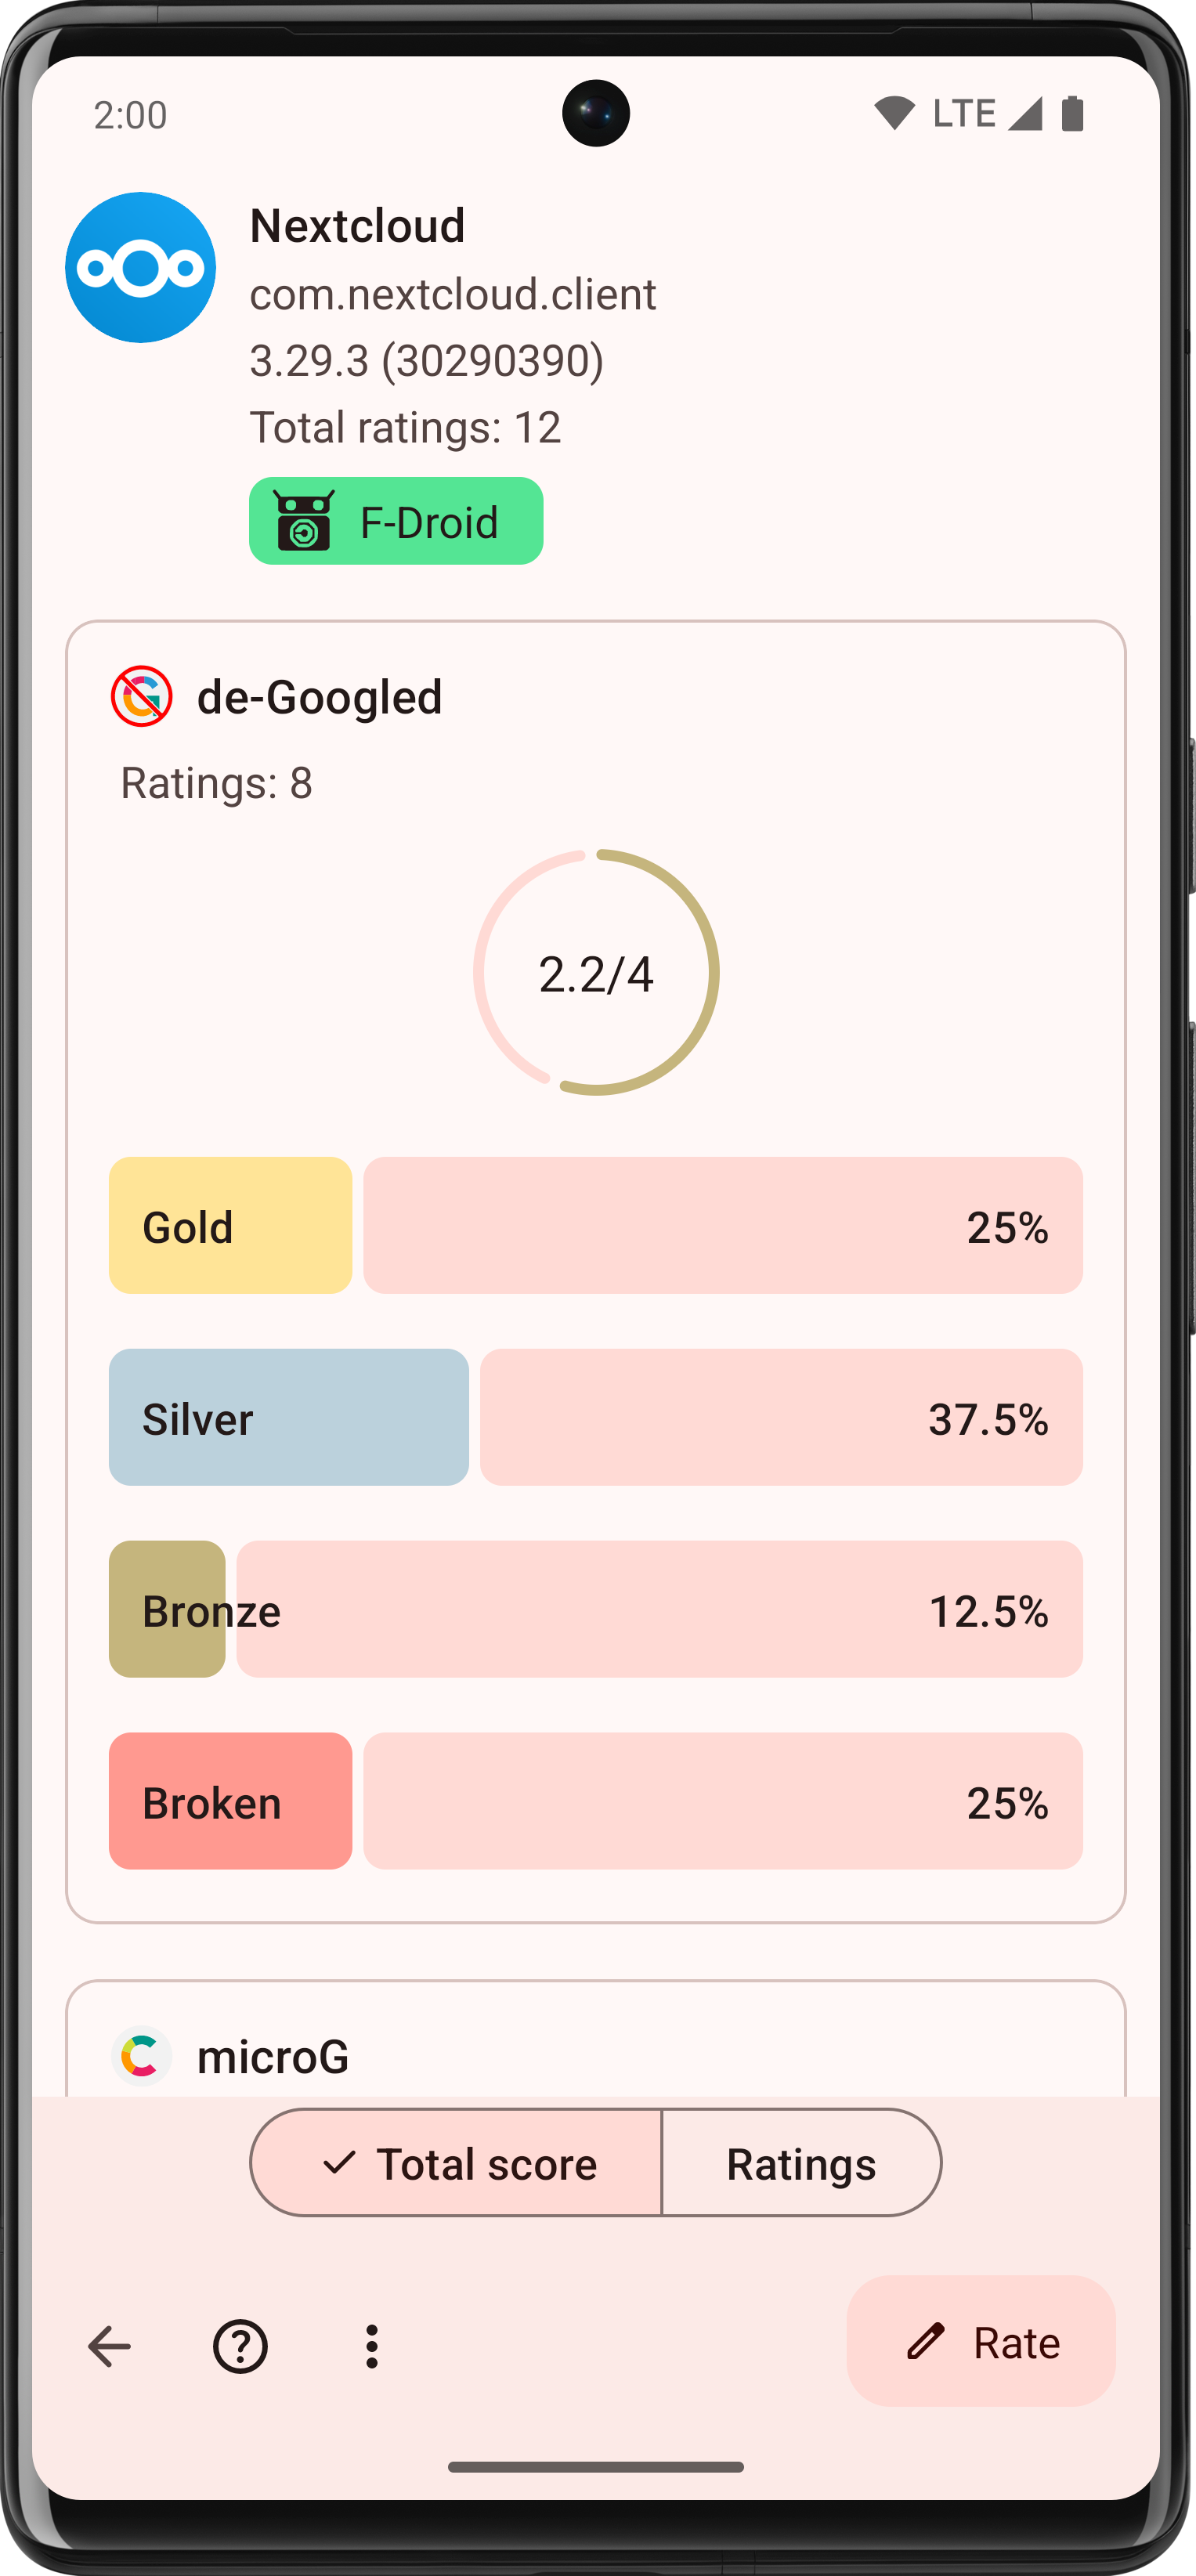 2:00
LTE
Nextcloud
com.nextcloud.client
3.29.3 (30290390)
Total ratings: 12
F-Droid
de-Googled
Ratings: 8
2.2/4
Gold 25%
Silver 37.5%
Bronze 12.5%
Broken 25%
microG
Total score Ratings
Rate